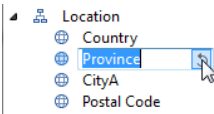 Location
Country
Province
CityA
Postal Code